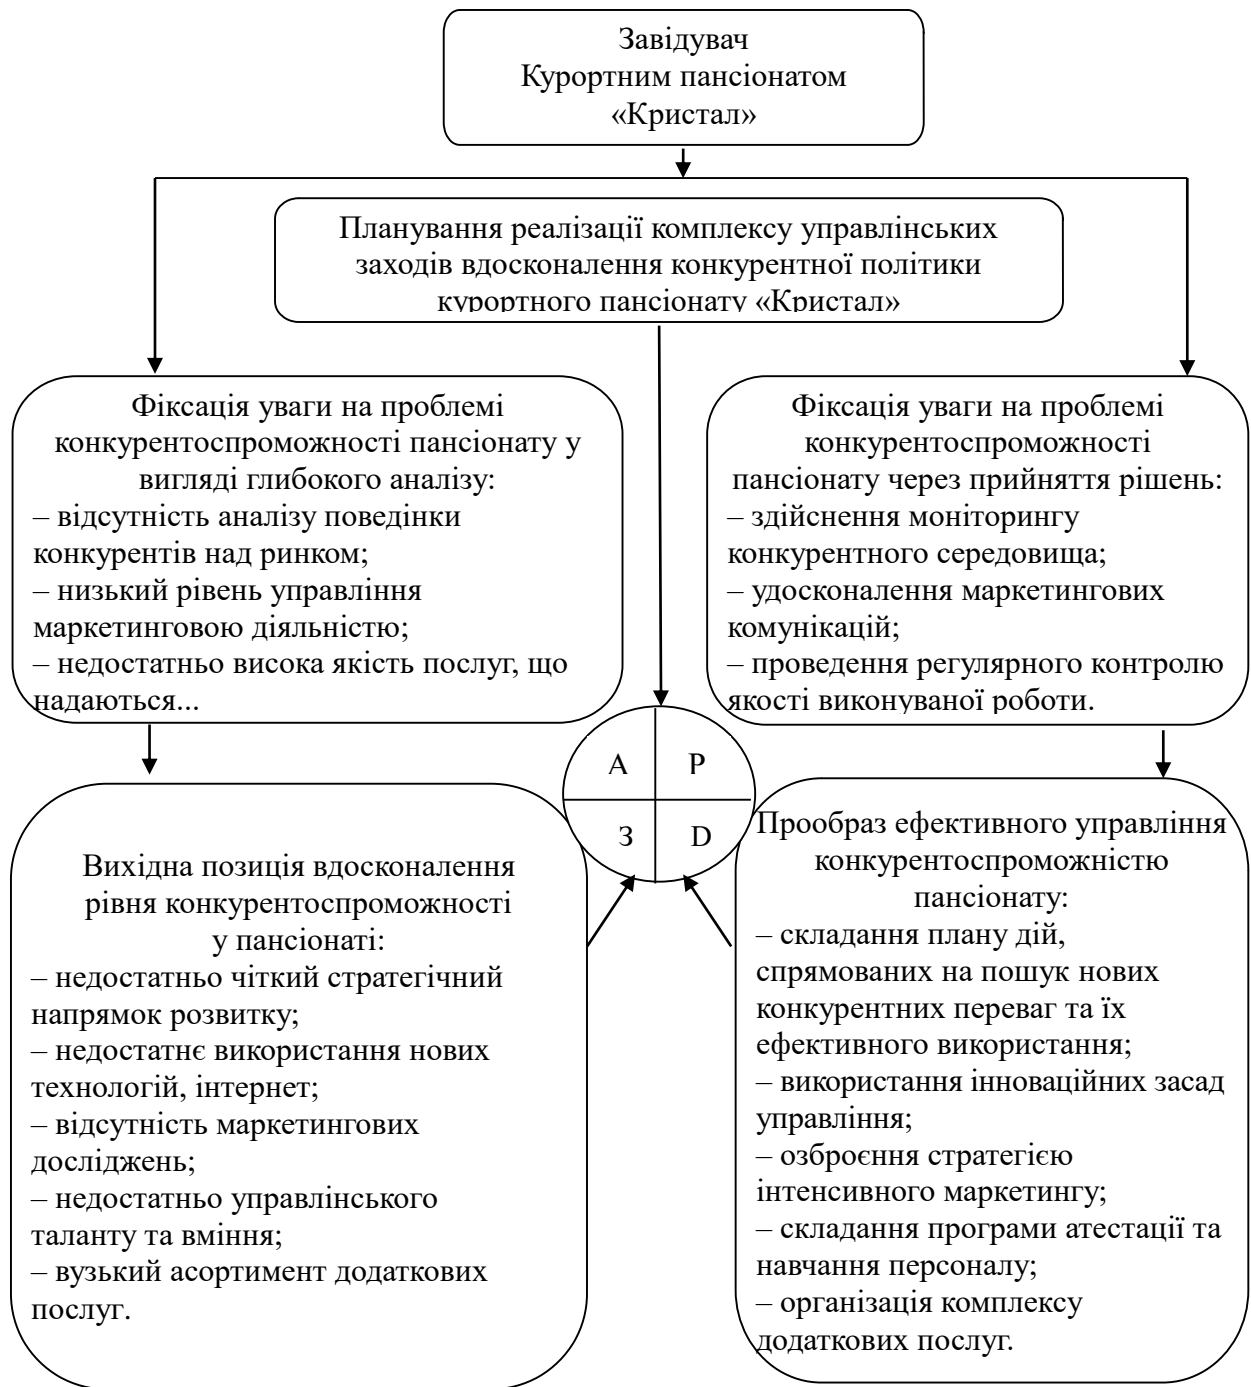 Завідувач
Курортним пансіонатом
«Кристал»
Планування реалізації комплексу управлінських
заходів вдосконалення конкурентної політики
курортного пансіонату «Кристал»
Фіксація уваги на проблемі
конкурентоспроможності пансіонату у
вигляді глибокого аналізу:
– відсутність аналізу поведінки
конкурентів над ринком;
– низький рівень управління
маркетинговою діяльністю;
– недостатньо висока якість послуг, що
надаються...
Фіксація уваги на проблемі
конкурентоспроможності
пансіонату через прийняття рішень:
– здійснення моніторингу
конкурентного середовища;
– удосконалення маркетингових
комунікацій;
– проведення регулярного контролю
якості виконуваної роботи.
А Р
З D
Вихідна позиція вдосконалення
рівня конкурентоспроможності
у пансіонаті:
– недостатньо чіткий стратегічний
напрямок розвитку;
– недостатнє використання нових
технологій, інтернет;
– відсутність маркетингових
досліджень;
– недостатньо управлінського
таланту та вміння;
– вузький асортимент додаткових
послуг.
Прообраз ефективного управління
конкурентоспроможністю
пансіонату:
– складання плану дій,
спрямованих на пошук нових
конкурентних переваг та їх
ефективного використання;
– використання інноваційних засад
управління;
– озброєння стратегією
інтенсивного маркетингу;
– складання програми атестації та
навчання персоналу;
– організація комплексу
додаткових послуг.